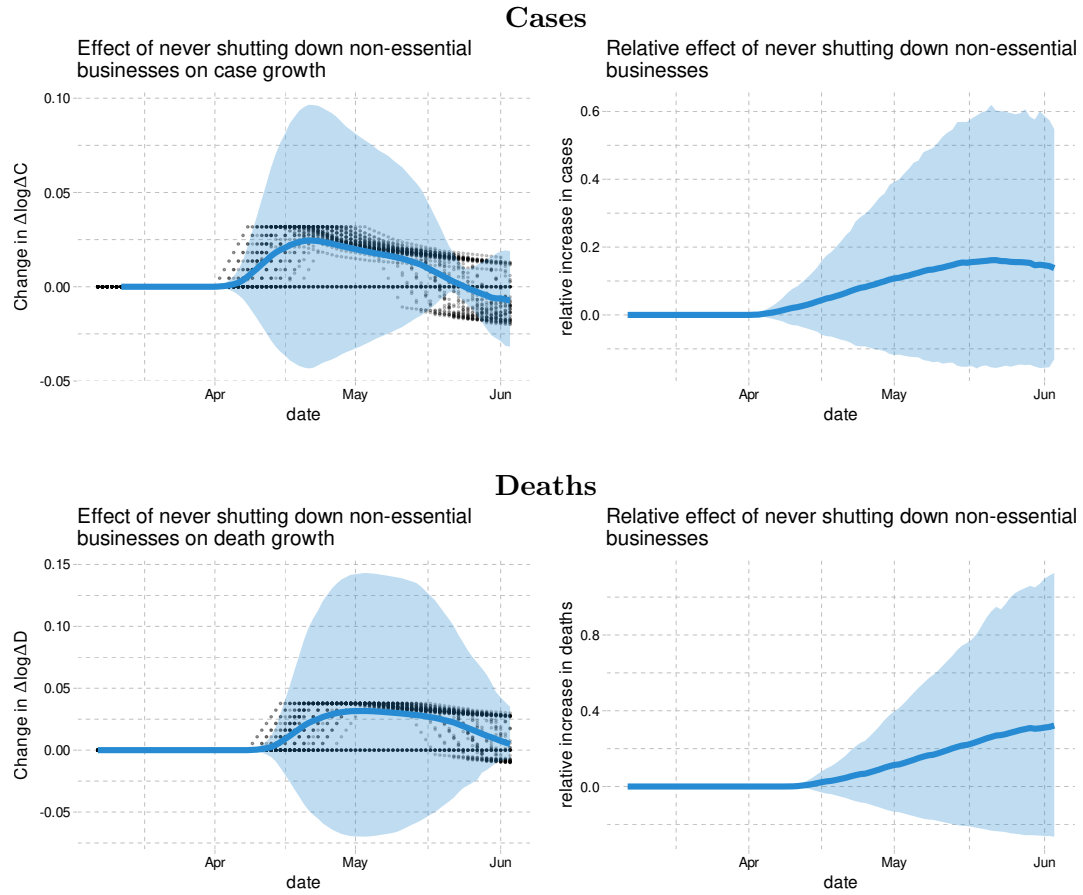 Cases
Effect of never shutting down non-essential
businesses on case growth
0.10
0.05
0.00
-0.05
Change in ΔlogΔC
Apr
May
Jun
date
Relative effect of never shutting down non-essential
businesses
0.6
0.4
0.2
0.0
relative increase in cases
Apr
May
Jun
date
Deaths
Effect of never shutting down non-essential
businesses on death growth
0.15
0.10
0.05
0.00
-0.05
Change in ΔlogΔD
Apr
May
Jun
date
Relative effect of never shutting down non-essential
businesses
0.8
0.4
0.0
relative increase in deaths
Apr
May
Jun
date